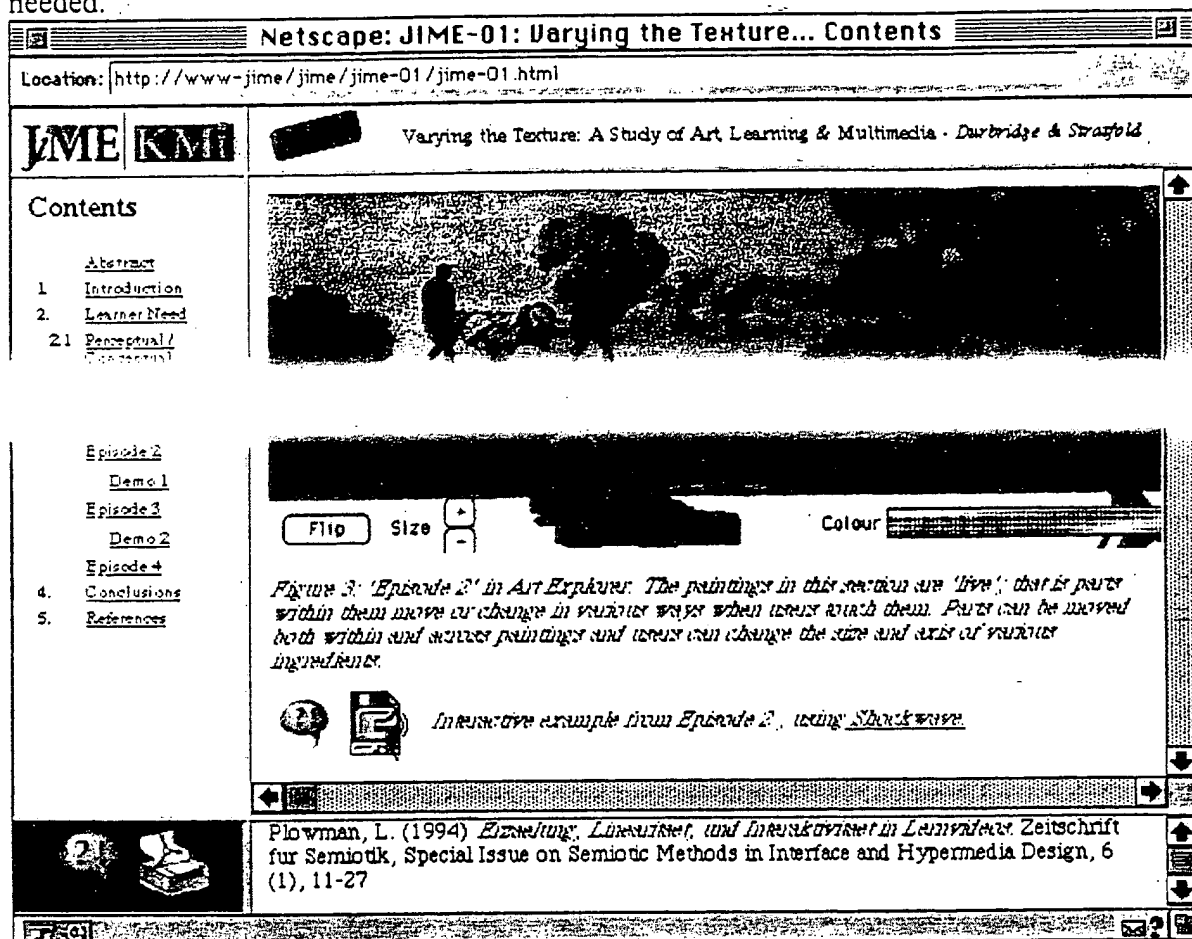 needed.
Netscape: JIME-01: Varying the Texture... Contents
Location: http://www-jime/jime/jime-01/jime-01.html
JiME KMi
Varying the Texture: A Study of Art, Learning & Multimedia - Durbridge & Stratfold
Contents
Abstract
1 Introduction
2. Learner Need
2.1 Perceptual /
Conceptual
Episode 2
Demo 1
Episode 3
Demo 2
Episode 4
4. Conclusions
5. References
Flip Size + - Colour
Figure 3: 'Episode 2' in Art Explorer. The paintings in this section are 'live'; that is parts
within them move or change in various ways when users touch them. Parts can be moved
both within and across paintings and users can change the size and axis of various
ingredients.
Interactive example from Episode 2, using Shockwave.
Plowman, L. (1994) und in Zeitschrift
fur Semiotik, Special Issue on Semiotic Methods in Interface and Hypermedia Design, 6
(1), 11-27